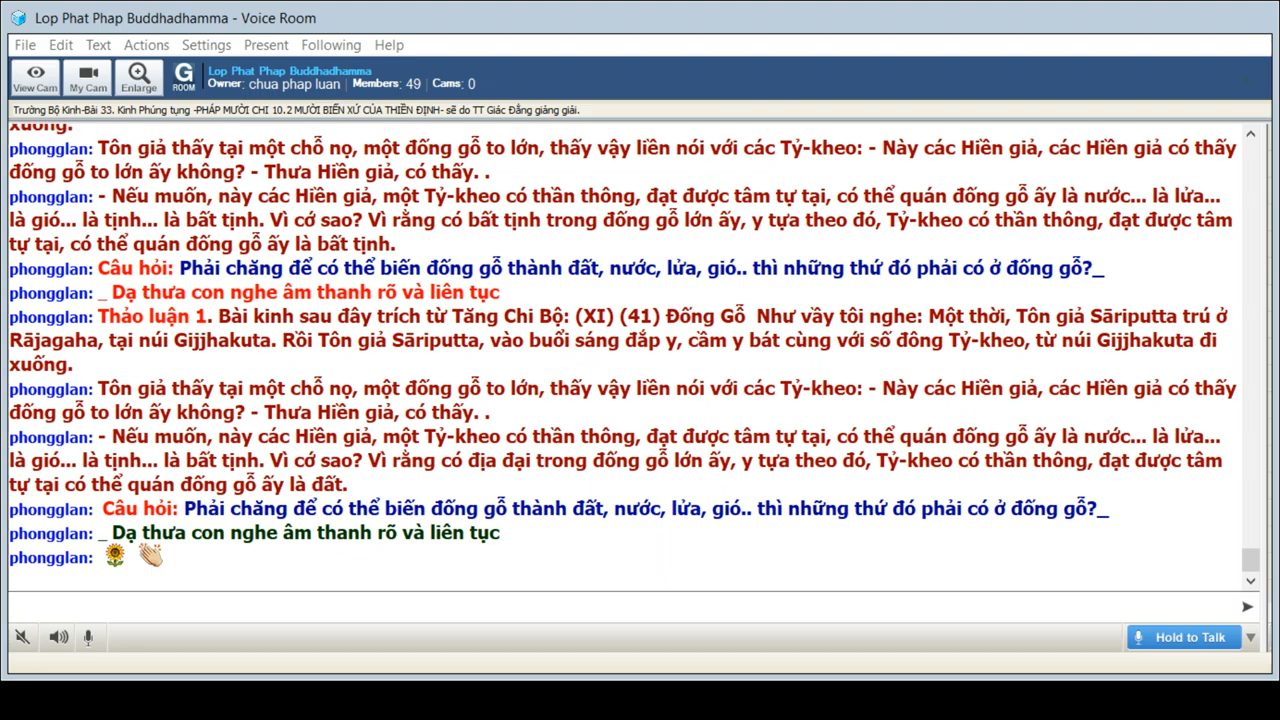 Lop Phat Phap Buddhadhamma - Voice Room
File Edit Text Actions Settings Present Following Help
View Cam My Cam Enlarge G ROOM Lop Phat Phap Buddhadhamma
Owner: chua phap luan Members: 49 Cams: 0
Trường Bộ Kinh-Bài 33. Kinh Phúng tụng -PHÁP MƯỜI CHI 10.2 MƯỜI BIẾN XỨ CỦA THIỀN ĐỊNH- sẽ do TT Giác Đẳng giảng giải.
xuống.
phongglan: Tôn giả thấy tại một chỗ nọ, một đống gỗ to lớn, thấy vậy liền nói với các Tỷ-kheo: - Này các Hiền giả, các Hiền giả có thấy
đống gỗ to lớn ấy không? - Thưa Hiền giả, có thấy. .
phongglan: - Nếu muốn, này các Hiền giả, một Tỷ-kheo có thần thông, đạt được tâm tự tại, có thể quán đống gỗ ấy là nước... là lửa...
là gió... là tịnh... là bất tịnh. Vì cớ sao? Vì rằng có bất tịnh trong đống gỗ lớn ấy, y tựa theo đó, Tỷ-kheo có thần thông, đạt được tâm
tự tại, có thể quán đống gỗ ấy là bất tịnh.
phongglan: Câu hỏi: Phải chăng để có thể biến đống gỗ thành đất, nước, lửa, gió.. thì những thứ đó phải có ở đống gỗ?_
phongglan: _ Dạ thưa con nghe âm thanh rõ và liên tục
phongglan: Thảo luận 1. Bài kinh sau đây trích từ Tăng Chi Bộ: (XI) (41) Đống Gỗ Như vầy tôi nghe: Một thời, Tôn giả Sāriputta trú ở
Rājagaha, tại núi Gijjhakuta. Rồi Tôn giả Sāriputta, vào buổi sáng đắp y, cầm y bát cùng với số đông Tỷ-kheo, từ núi Gijjhakuta đi
xuống.
phongglan: Tôn giả thấy tại một chỗ nọ, một đống gỗ to lớn, thấy vậy liền nói với các Tỷ-kheo: - Này các Hiền giả, các Hiền giả có thấy
đống gỗ to lớn ấy không? - Thưa Hiền giả, có thấy. .
phongglan: - Nếu muốn, này các Hiền giả, một Tỷ-kheo có thần thông, đạt được tâm tự tại, có thể quán đống gỗ ấy là nước... là lửa...
là gió... là tịnh... là bất tịnh. Vì cớ sao? Vì rằng có địa đại trong đống gỗ lớn ấy, y tựa theo đó, Tỷ-kheo có thần thông, đạt được tâm
tự tại có thể quán đống gỗ ấy là đất.
phongglan: Câu hỏi: Phải chăng để có thể biến đống gỗ thành đất, nước, lửa, gió.. thì những thứ đó phải có ở đống gỗ?_
phongglan: _ Dạ thưa con nghe âm thanh rõ và liên tục
phongglan:
Hold to Talk